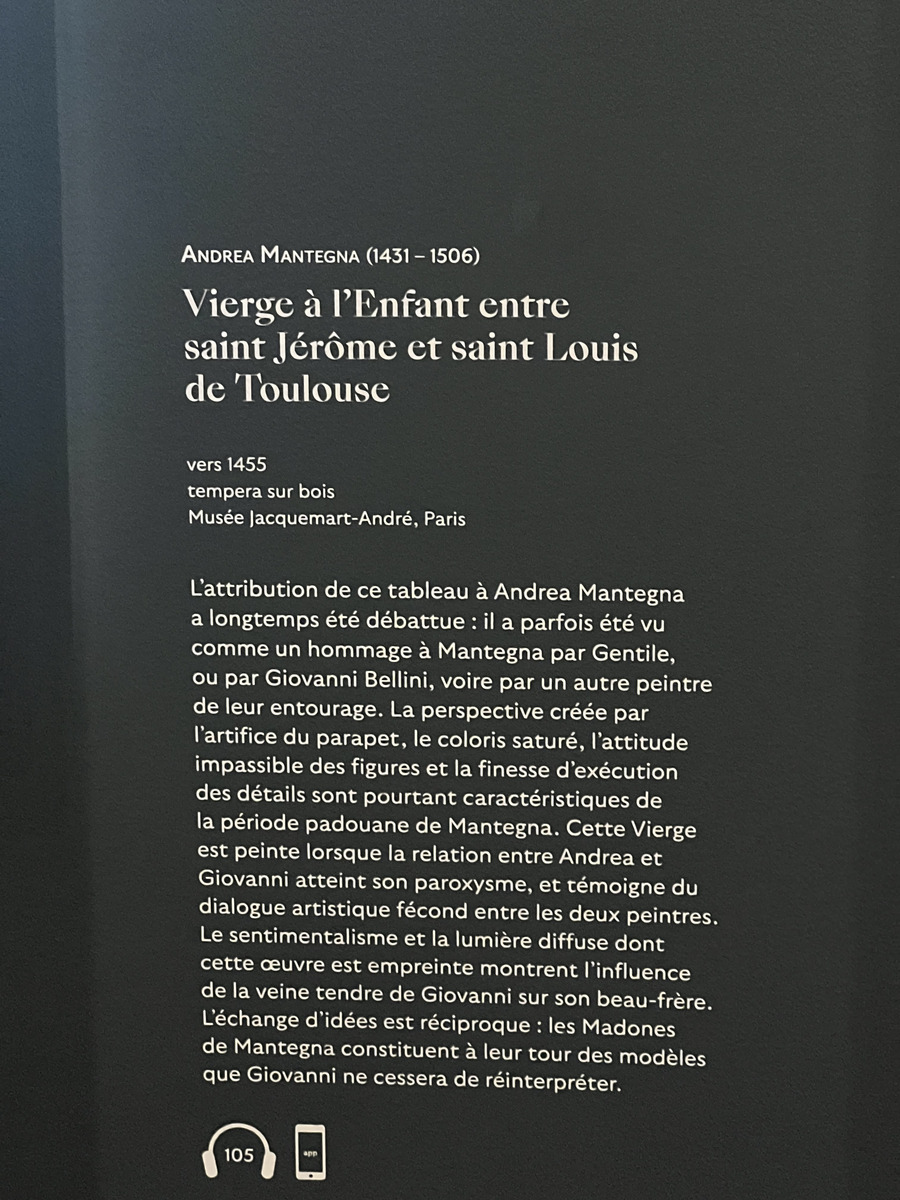 Andrea Mantegna (1431 – 1506)
Vierge à l’Enfant entre
saint Jérôme et saint Louis
de Toulouse
vers 1455
tempera sur bois
Musée Jacquemart-André, Paris
L’attribution de ce tableau à Andrea Mantegna
a longtemps été débattue : il a parfois été vu
comme un hommage à Mantegna par Gentile,
ou par Giovanni Bellini, voire par un autre peintre
de leur entourage. La perspective créée par
l’artifice du parapet, le coloris saturé, l’attitude
impassible des figures et la finesse d’exécution
des détails sont pourtant caractéristiques de
la période padouane de Mantegna. Cette Vierge
est peinte lorsque la relation entre Andrea et
Giovanni atteint son paroxysme, et témoigne du
dialogue artistique fécond entre les deux peintres.
Le sentimentalisme et la lumière diffuse dont
cette œuvre est empreinte montrent l’influence
de la veine tendre de Giovanni sur son beau-frère.
L’échange d’idées est réciproque : les Madones
de Mantegna constituent à leur tour des modèles
que Giovanni ne cessera de réinterpréter.
105 app